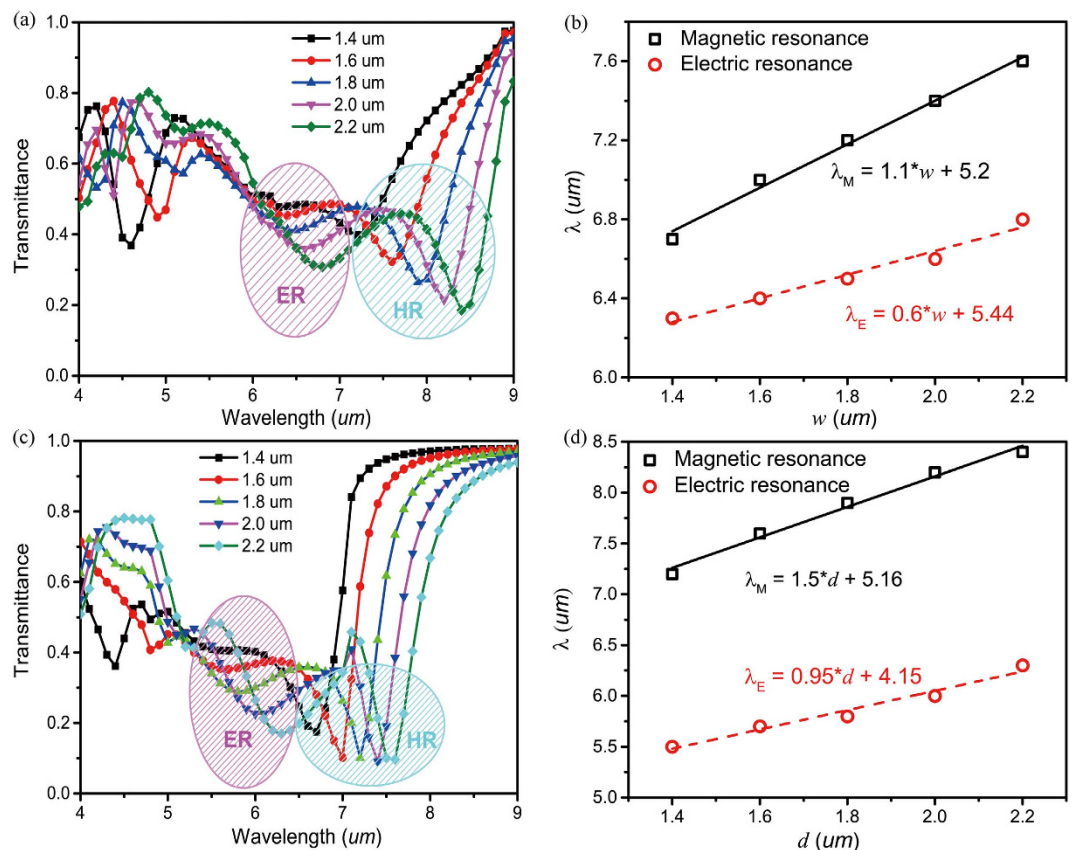 (a)
1.0
0.8
0.6
0.4
0.2
0.0
Transmittance
1.4 um
1.6 um
1.8 um
2.0 um
2.2 um
ER
HR
4 5 6 7 8 9
Wavelength (um)
(b)
7.6
7.2
6.8
6.4
6.0
λ (um)
Magnetic resonance
Electric resonance
λM = 1.1*w + 5.2
λE = 0.6*w + 5.44
1.4 1.6 1.8 2.0 2.2
w (um)
(c)
1.0
0.8
0.6
0.4
0.2
0.0
Transmittance
1.4 um
1.6 um
1.8 um
2.0 um
2.2 um
ER
HR
4 5 6 7 8 9
Wavelength (um)
(d)
8.5
8.0
7.5
7.0
6.5
6.0
5.5
5.0
λ (um)
Magnetic resonance
Electric resonance
λM = 1.5*d + 5.16
λE = 0.95*d + 4.15
1.4 1.6 1.8 2.0 2.2
d (um)